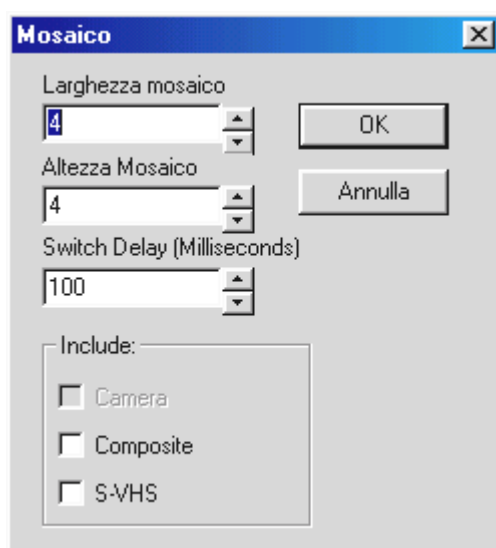 Mosaico
Larghezza mosaico
4
OK
Altezza Mosaico
4
Annulla
Switch Delay (Milliseconds)
100
Include:
Camera
Composite
S-VHS